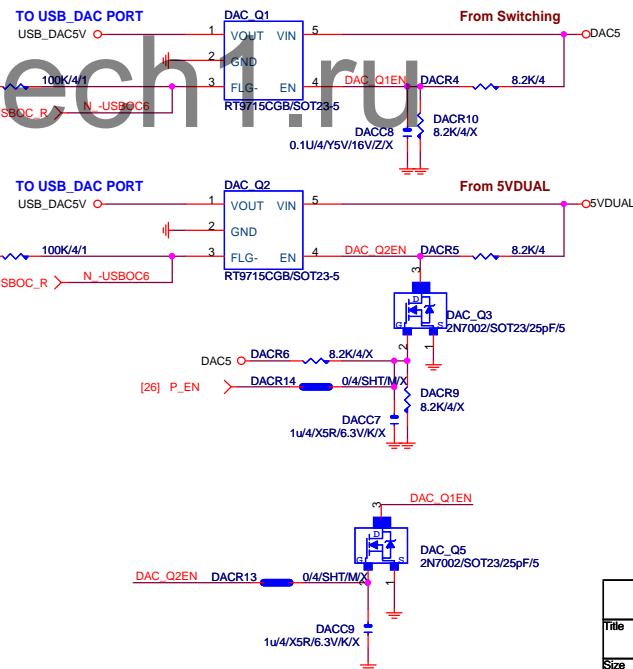 TO USB_DAC PORT
DAC_Q1
From Switching
USB_DAC5V
1
VOUT
VIN
5
DAC5
2
GND
ech1.ru
100K/4/1
3
FLG-
EN
4
DAC_Q1EN
DACR4
8.2K/4
SBOC_R
N_-USBOC6
RT9715CGB/SOT23-5
DACR10
8.2K/4/X
DACC8
0.1U/4/Y5V/16V/Z/X
TO USB_DAC PORT
DAC_Q2
From 5VDUAL
USB_DAC5V
1
VOUT
VIN
5
5VDUAL
2
GND
100K/4/1
3
FLG-
EN
4
DAC_Q2EN
DACR5
8.2K/4
SBOC_R
N_-USBOC6
RT9715CGB/SOT23-5
3
D
G
S
DAC_Q3
2N7002/SOT23/25pF/5
2
1
DAC5
DACR6
8.2K/4/X
[26] P_EN
DACR14
0/4/SHT/M/X
DACR9
8.2K/4/X
DACC7
1u/4/X5R/6.3V/K/X
3
DAC_Q1EN
D
G
S
DAC_Q5
2N7002/SOT23/25pF/5
DAC_Q2EN
DACR13
0/4/SHT/M/X
2
1
DACC9
1u/4/X5R/6.3V/K/X
Title
Size